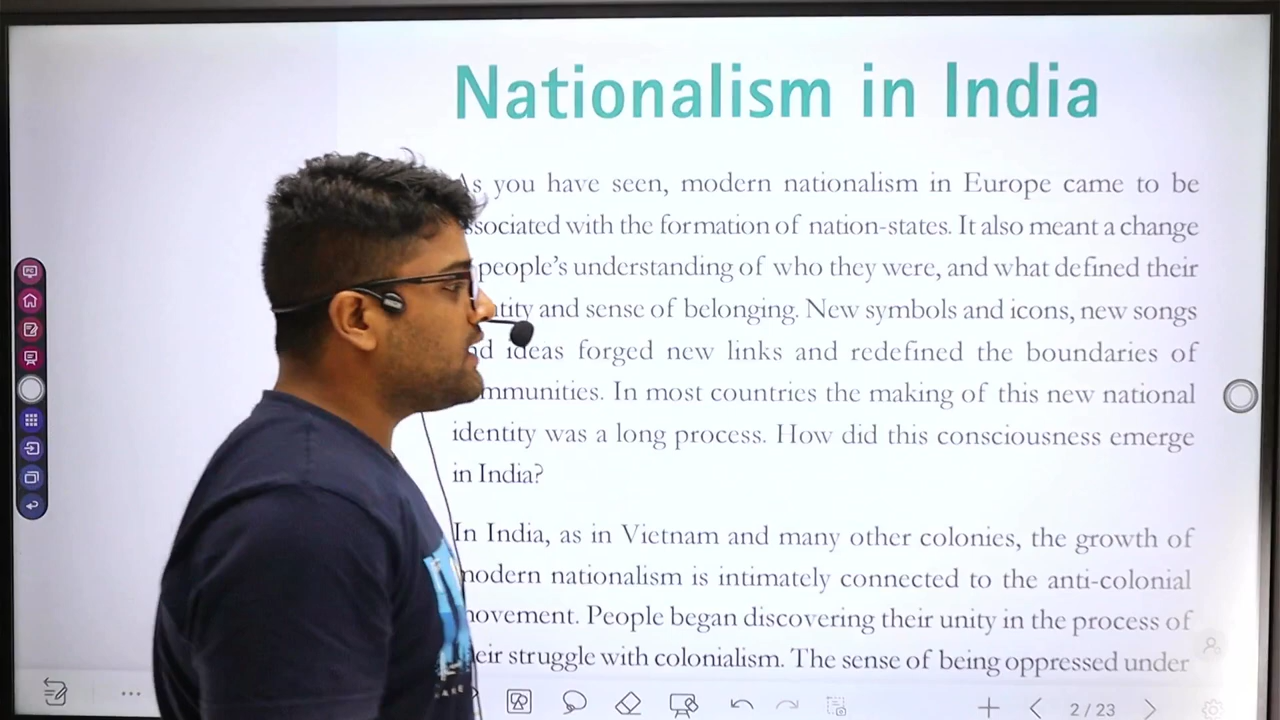 Nationalism in India
As you have seen, modern nationalism in Europe came to be
associated with the formation of nation-states. It also meant a change
people's understanding of who they were, and what defined their
and sense of belonging. New symbols and icons, new songs
ideas forged new links and redefined the boundaries of
In most countries the making of this new national
identity was a long process. How did this consciousness emerge
in India?
In India, as in Vietnam and many other colonies, the growth of
modern nationalism is intimately connected to the anti-colonial
movement. People began discovering their unity in the process of
struggle with colonialism. The sense of being oppressed under
2 / 23